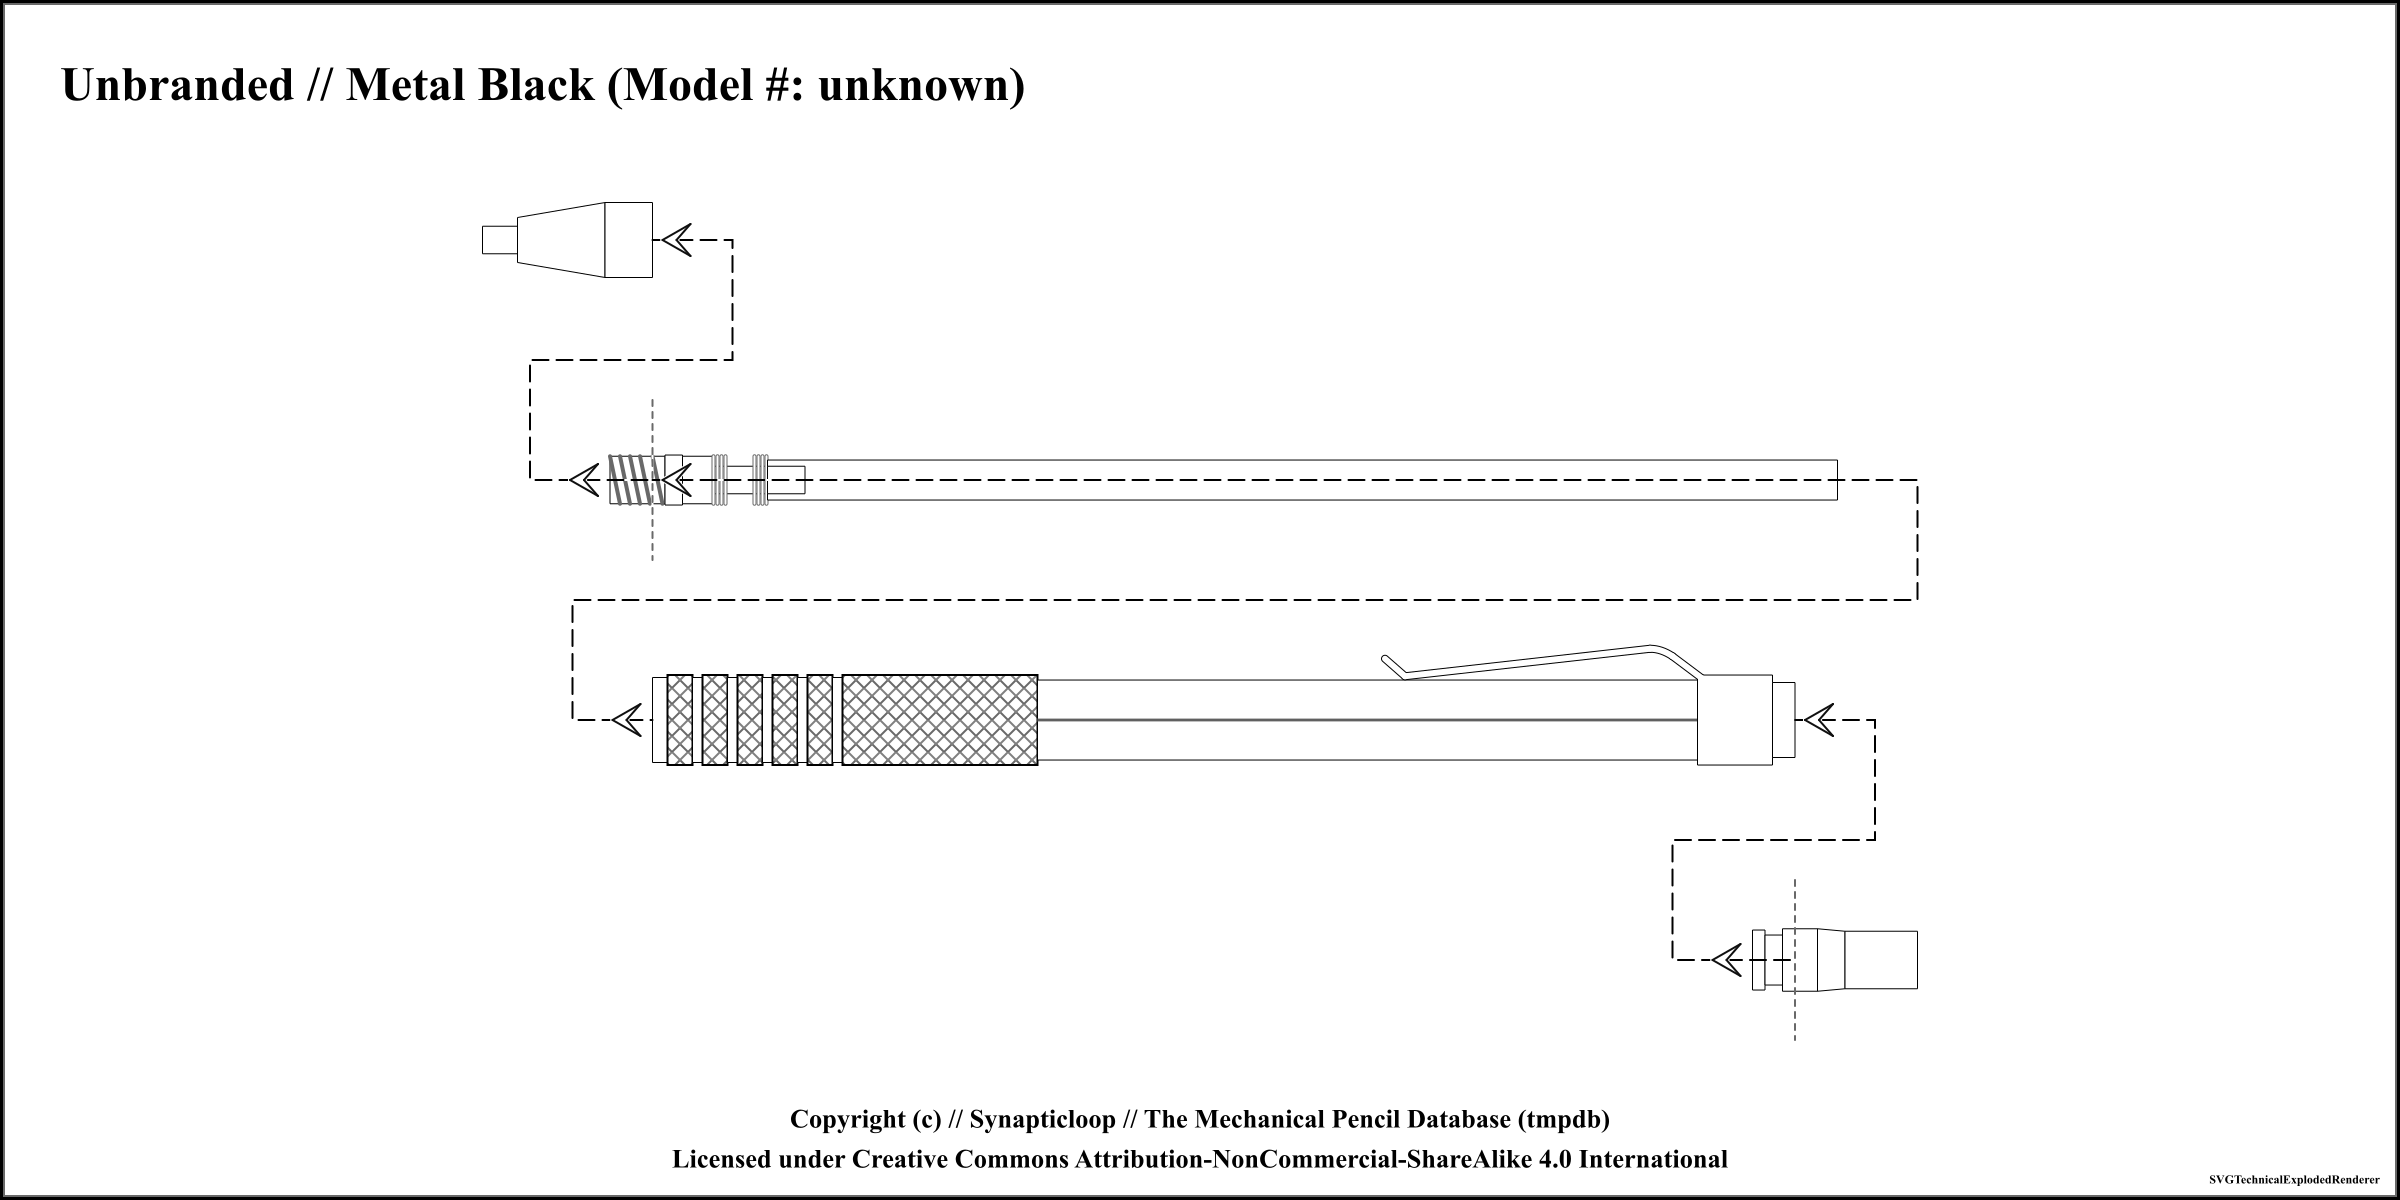 Unbranded // Metal Black (Model #: unknown)
Copyright (c) // Synapticloop // The Mechanical Pencil Database (tmpdb)
Licensed under Creative Commons Attribution-NonCommercial-ShareAlike 4.0 International
SVGTechnicalExplodedRenderer